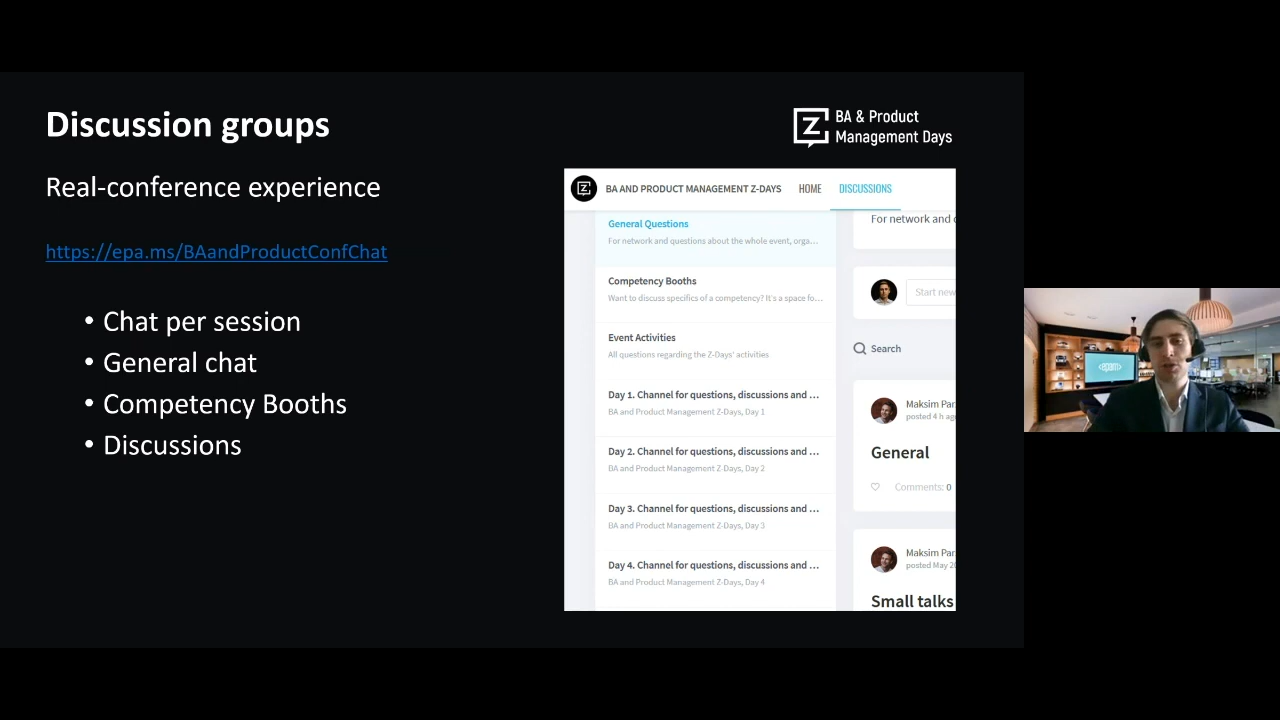 Discussion groups
Real-conference experience
https://epa.ms/BAandProductConfChat
• Chat per session
• General chat
• Competency Booths
• Discussions
Z BA & Product
Management Days
Z
BA AND PRODUCT MANAGEMENT Z-DAYS HOME DISCUSSIONS
General Questions
For network and questions about the whole event, orga...
Competency Booths
Want to discuss specifics of a competency? It's a space fo...
Event Activities
All questions regarding the Z-Days' activities
Day 1. Channel for questions, discussions and ...
BA and Product Management Z-Days, Day 1
Day 2. Channel for questions, discussions and ...
BA and Product Management Z-Days, Day 2
Day 3. Channel for questions, discussions and ...
BA and Product Management Z-Days, Day 3
Day 4. Channel for questions, discussions and ...
BA and Product Management Z-Days, Day 4
For network and
Start new
Search
Maksim Par
posted 4 h ag
General
Comments: 0
Maksim Par
posted May 20
Small talks
<epam>